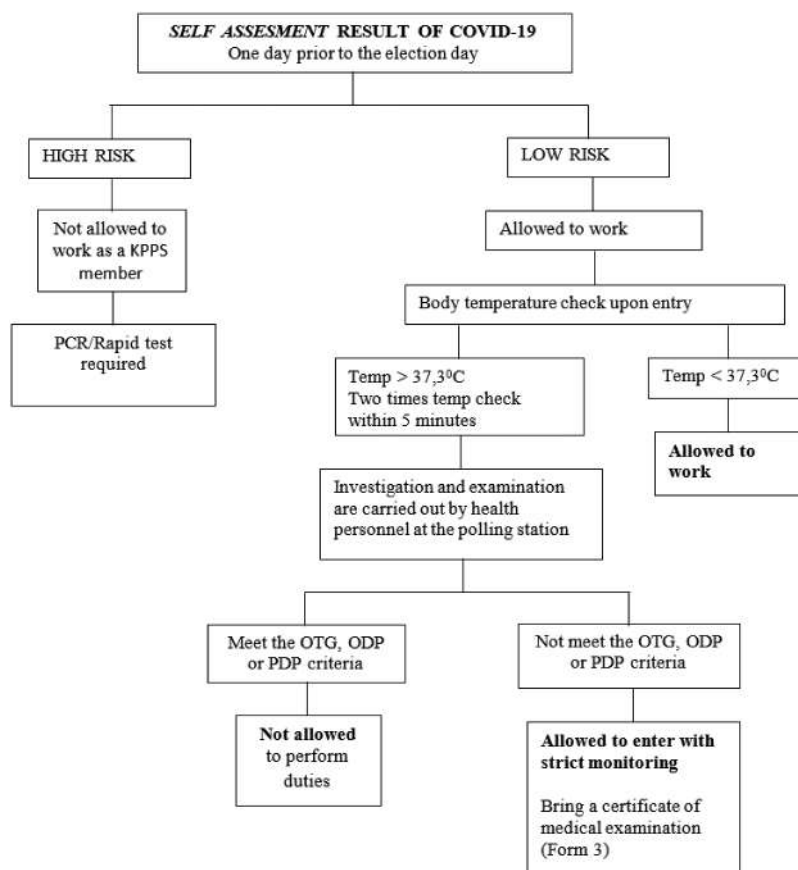 SELF ASSESMENT RESULT OF COVID-19
One day prior to the election day
HIGH RISK
LOW RISK
Not allowed to
work as a KPPS
member
Allowed to work
PCR/Rapid test
required
Body temperature check upon entry
Temp > 37,3⁰C
Two times temp check
within 5 minutes
Temp < 37,3⁰C
Allowed to
work
Investigation and examination
are carried out by health
personnel at the polling station
Meet the OTG, ODP
or PDP criteria
Not meet the OTG, ODP
or PDP criteria
Not allowed
to perform
duties
Allowed to enter with
strict monitoring
Bring a certificate of
medical examination
(Form 3)